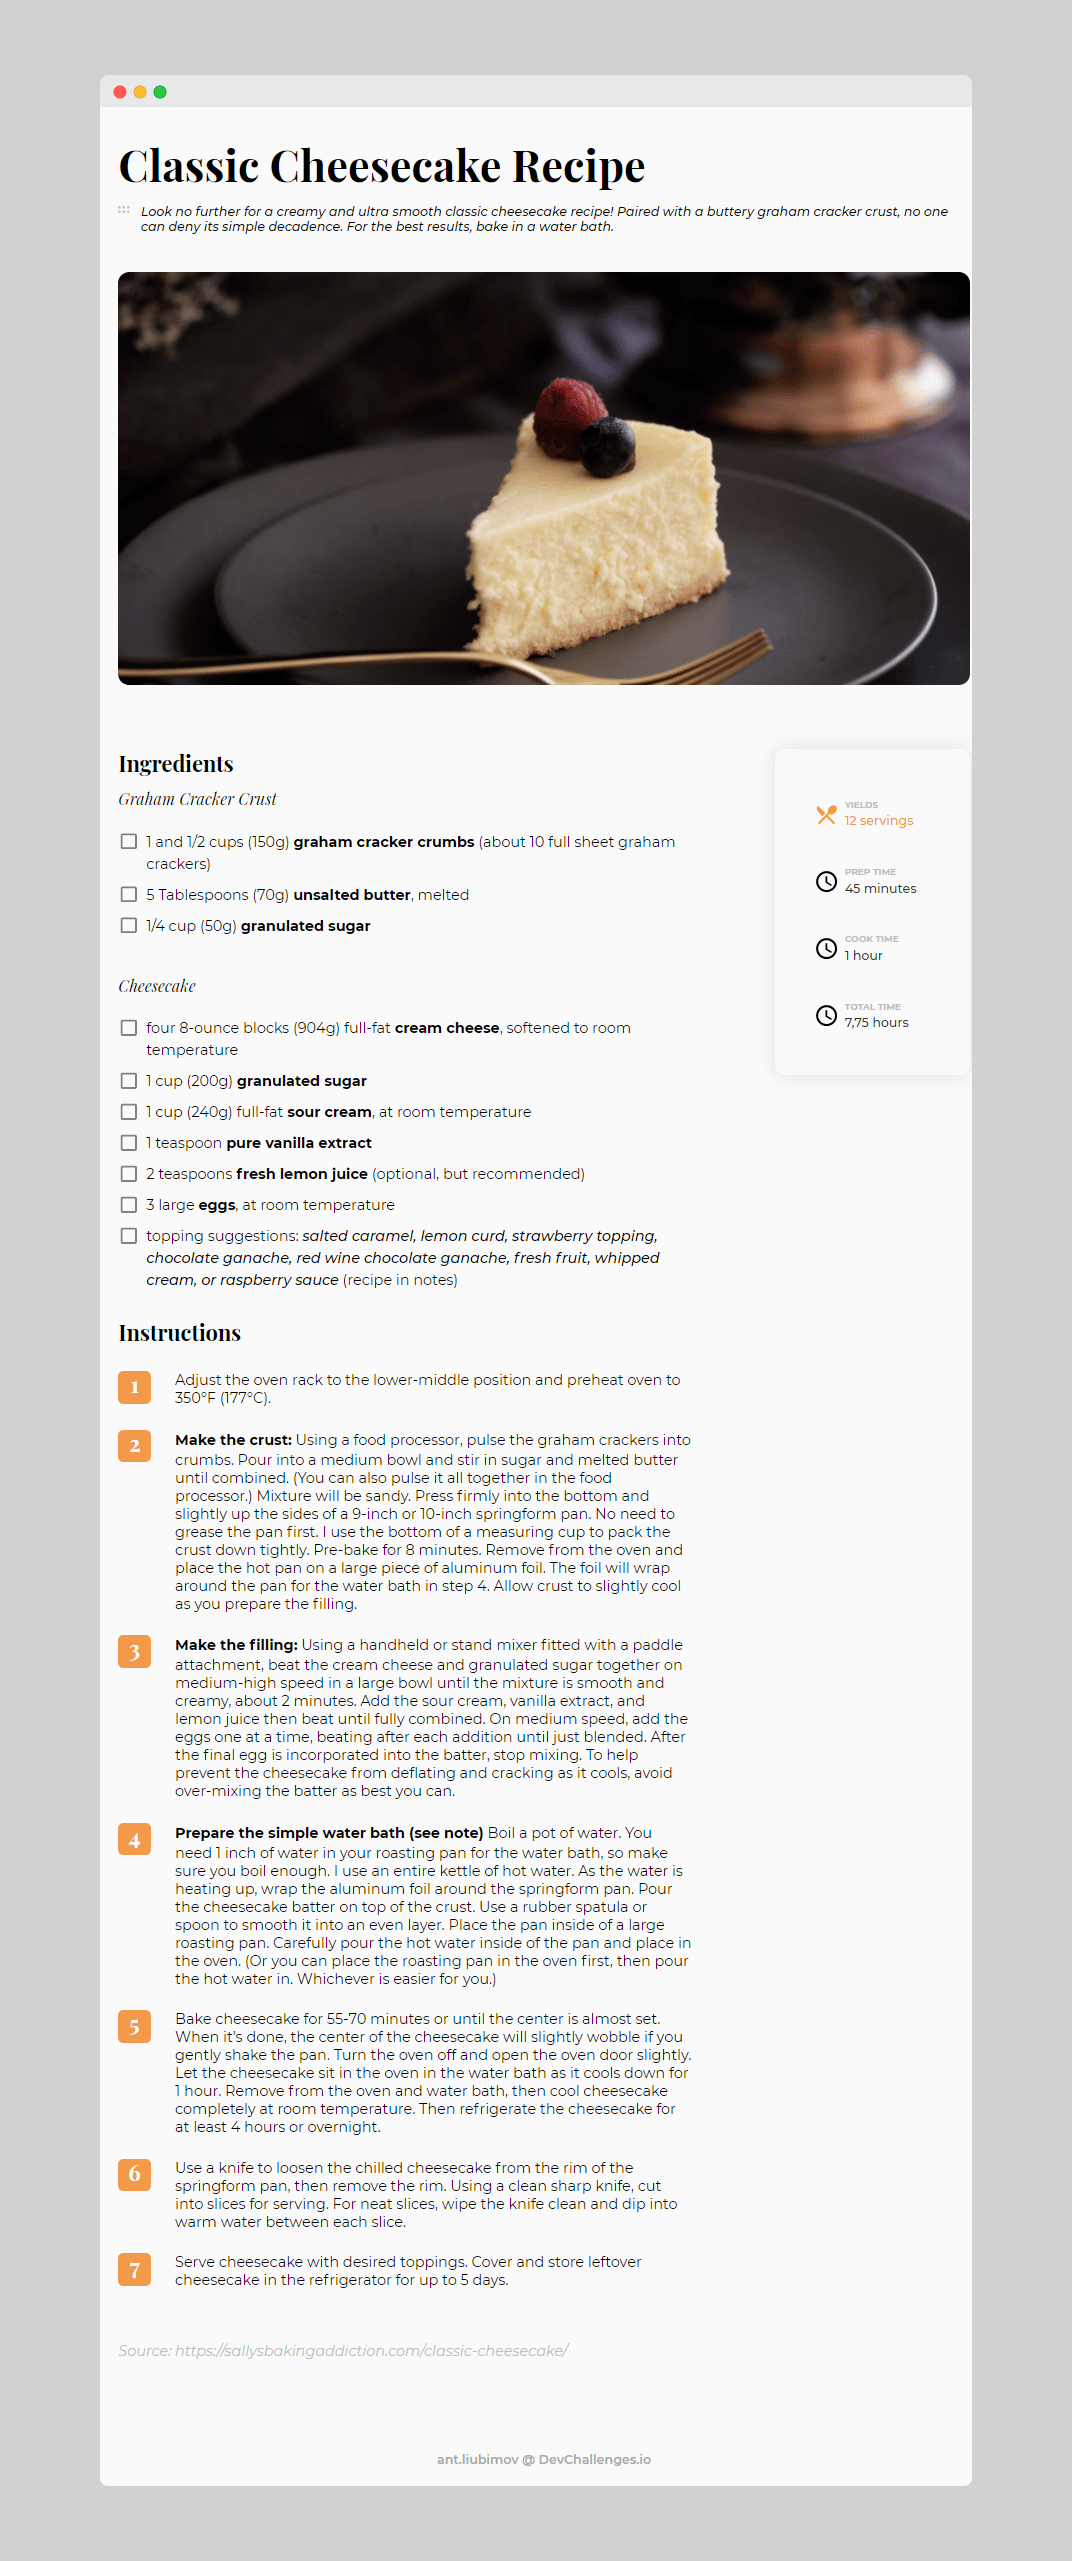 Classic Cheesecake Recipe
Look no further for a creamy and ultra smooth classic cheesecake recipe! Paired with a buttery graham cracker crust, no one
can deny its simple decadence. For the best results, bake in a water bath.
Ingredients
Graham Cracker Crust
1 and 1/2 cups (150g) graham cracker crumbs (about 10 full sheet graham
crackers)
5 Tablespoons (70g) unsalted butter, melted
1/4 cup (50g) granulated sugar
Cheesecake
four 8-ounce blocks (904g) full-fat cream cheese, softened to room
temperature
1 cup (200g) granulated sugar
1 cup (240g) full-fat sour cream, at room temperature
1 teaspoon pure vanilla extract
2 teaspoons fresh lemon juice (optional, but recommended)
3 large eggs, at room temperature
topping suggestions: salted caramel, lemon curd, strawberry topping,
chocolate ganache, red wine chocolate ganache, fresh fruit, whipped
cream, or raspberry sauce (recipe in notes)
YIELDS
12 servings
PREP TIME
45 minutes
COOK TIME
1 hour
TOTAL TIME
7,75 hours
Instructions
1
Adjust the oven rack to the lower-middle position and preheat oven to
350°F (177°C).
2
Make the crust: Using a food processor, pulse the graham crackers into
crumbs. Pour into a medium bowl and stir in sugar and melted butter
until combined. (You can also pulse it all together in the food
processor.) Mixture will be sandy. Press firmly into the bottom and
slightly up the sides of a 9-inch or 10-inch springform pan. No need to
grease the pan first. I use the bottom of a measuring cup to pack the
crust down tightly. Pre-bake for 8 minutes. Remove from the oven and
place the hot pan on a large piece of aluminum foil. The foil will wrap
around the pan for the water bath in step 4. Allow crust to slightly cool
as you prepare the filling.
3
Make the filling: Using a handheld or stand mixer fitted with a paddle
attachment, beat the cream cheese and granulated sugar together on
medium-high speed in a large bowl until the mixture is smooth and
creamy, about 2 minutes. Add the sour cream, vanilla extract, and
lemon juice then beat until fully combined. On medium speed, add the
eggs one at a time, beating after each addition until just blended. After
the final egg is incorporated into the batter, stop mixing. To help
prevent the cheesecake from deflating and cracking as it cools, avoid
over-mixing the batter as best you can.
4
Prepare the simple water bath (see note) Boil a pot of water. You
need 1 inch of water in your roasting pan for the water bath, so make
sure you boil enough. I use an entire kettle of hot water. As the water is
heating up, wrap the aluminum foil around the springform pan. Pour
the cheesecake batter on top of the crust. Use a rubber spatula or
spoon to smooth it into an even layer. Place the pan inside of a large
roasting pan. Carefully pour the hot water inside of the pan and place in
the oven. (Or you can place the roasting pan in the oven first, then pour
the hot water in. Whichever is easier for you.)
5
Bake cheesecake for 55-70 minutes or until the center is almost set.
When it's done, the center of the cheesecake will slightly wobble if you
gently shake the pan. Turn the oven off and open the oven door slightly.
Let the cheesecake sit in the oven in the water bath as it cools down for
1 hour. Remove from the oven and water bath, then cool cheesecake
completely at room temperature. Then refrigerate the cheesecake for
at least 4 hours or overnight.
6
Use a knife to loosen the chilled cheesecake from the rim of the
springform pan, then remove the rim. Using a clean sharp knife, cut
into slices for serving. For neat slices, wipe the knife clean and dip into
warm water between each slice.
7
Serve cheesecake with desired toppings. Cover and store leftover
cheesecake in the refrigerator for up to 5 days.
Source: https://sallysbakingaddiction.com/classic-cheesecake/
ant.liubimov @ DevChallenges.io